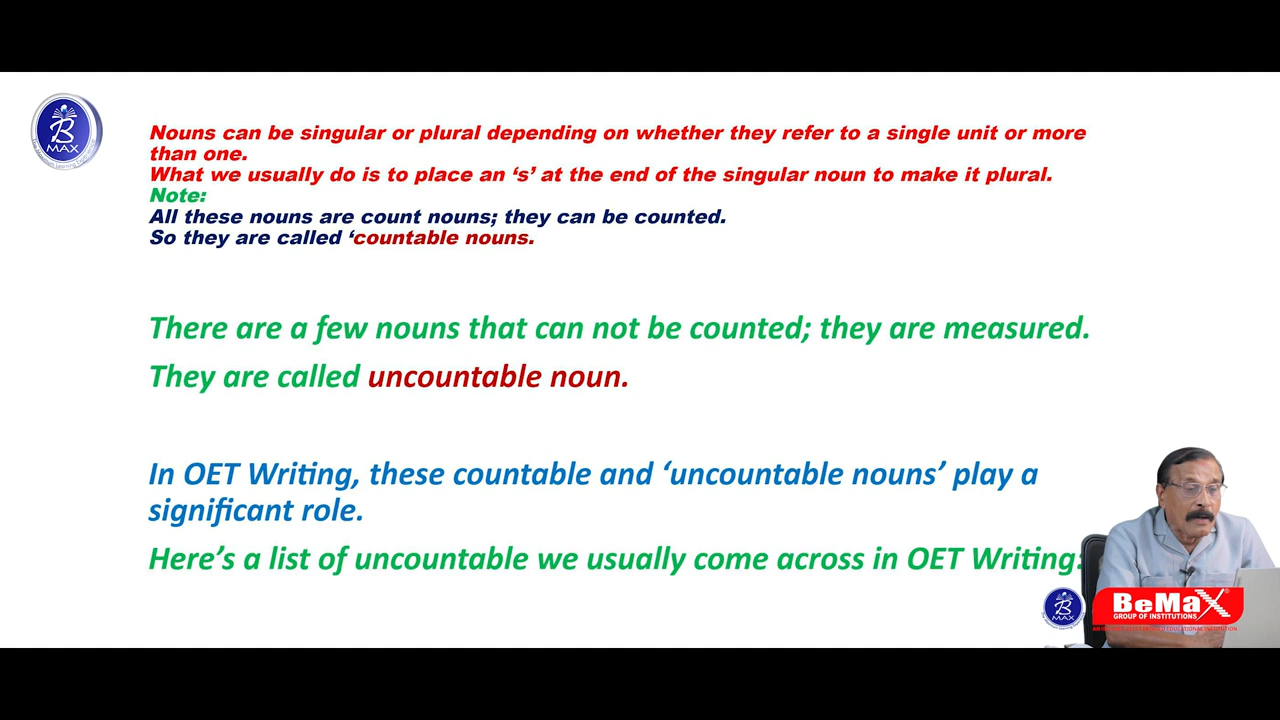 B
MAX
Nouns can be singular or plural depending on whether they refer to a single unit or more
than one.
What we usually do is to place an ‘s’ at the end of the singular noun to make it plural.
Note:
All these nouns are count nouns; they can be counted.
So they are called ‘countable nouns.
There are a few nouns that can not be counted; they are measured.
They are called uncountable noun.
In OET Writing, these countable and ‘uncountable nouns’ play a
significant role.
Here’s a list of uncountable we usually come across in OET Writing:
B
MAX
BeMaX®
GROUP OF INSTITUTIONS